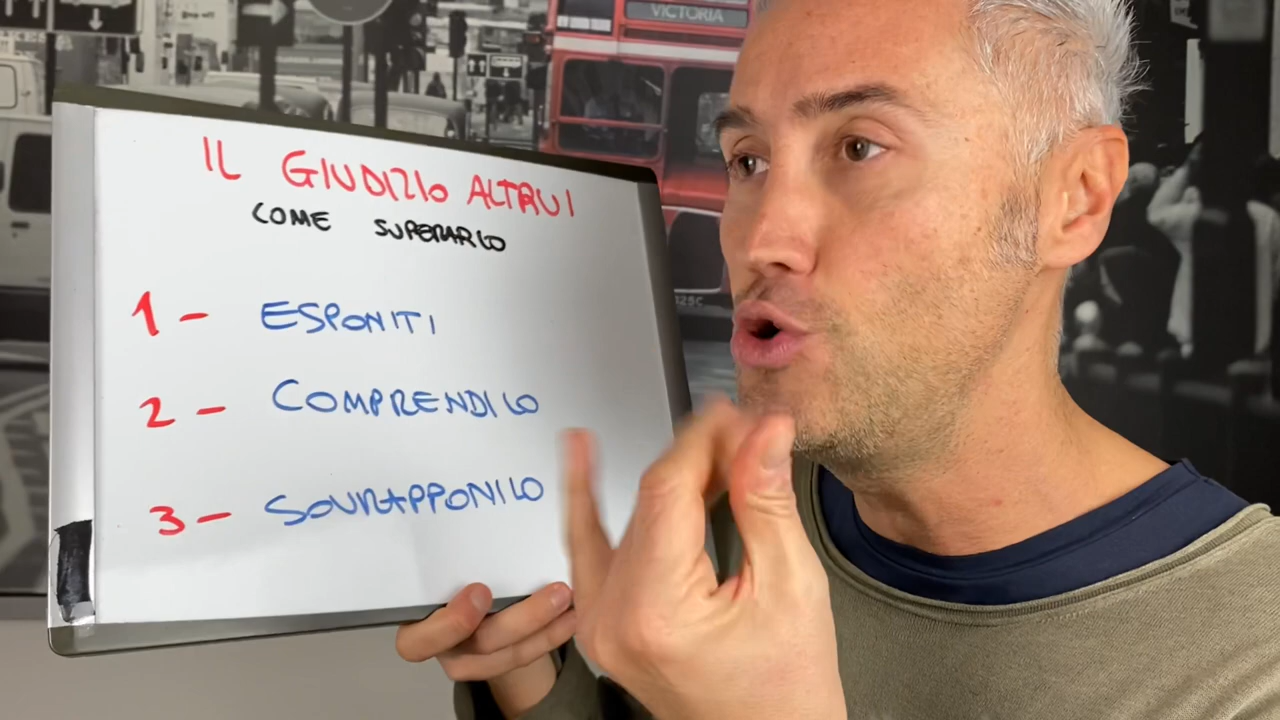 VICTORIA
IL GIUDIZIO ALTRUI
COME SUPERARLO
1 - ESPONITI
2 - COMPRENDILO
3 - SOVRAPPONILO